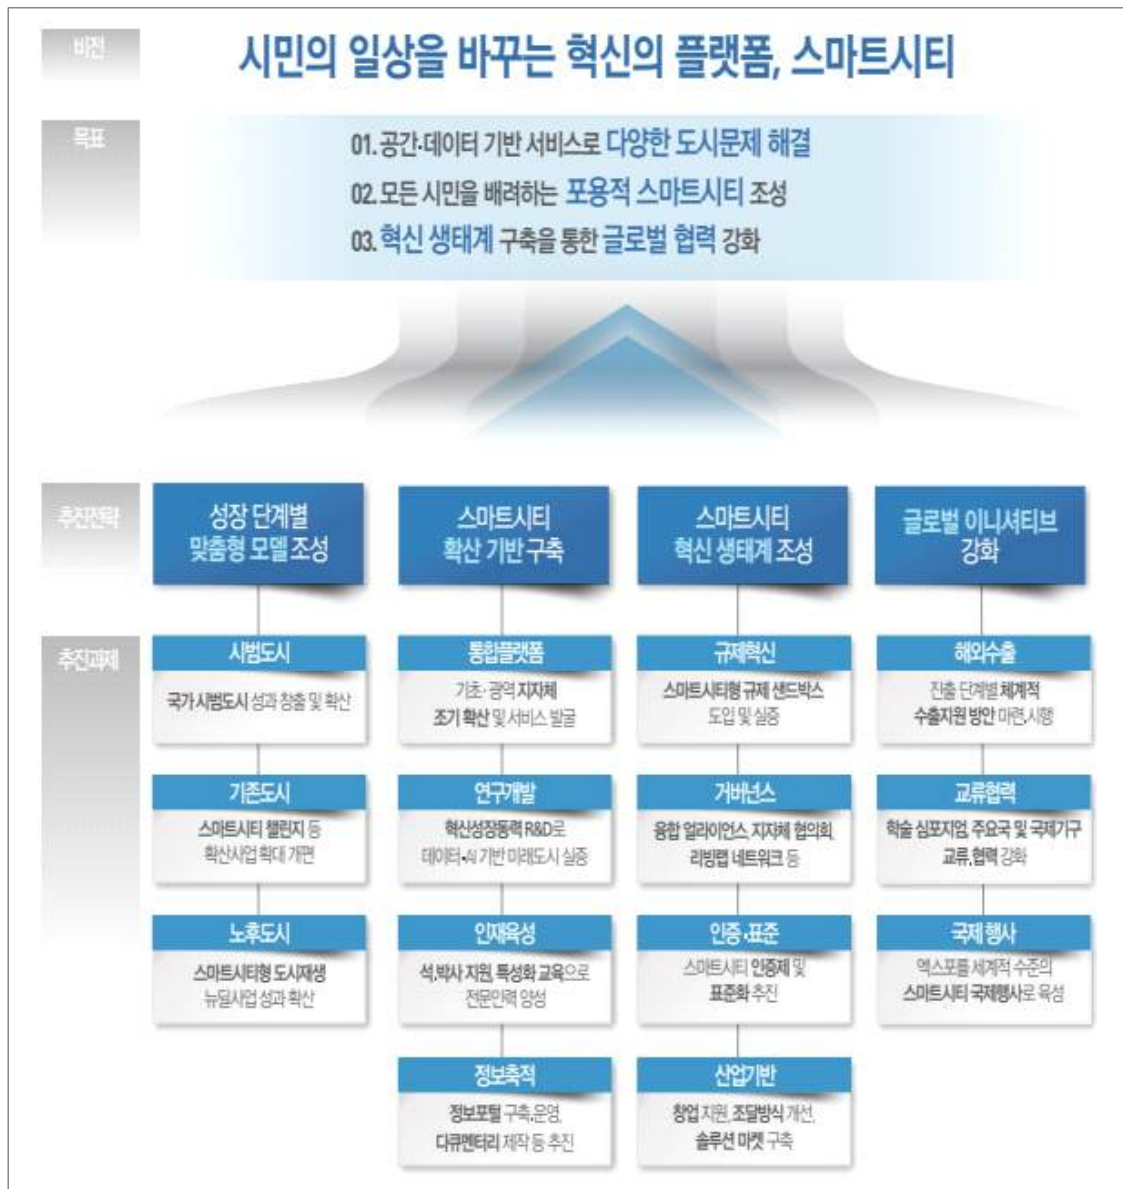 비전
시민의 일상을 바꾸는 혁신의 플랫폼, 스마트시티
목표
01. 공간·데이터 기반 서비스로 다양한 도시문제 해결
02. 모든 시민을 배려하는 포용적 스마트시티 조성
03. 혁신 생태계 구축을 통한 글로벌 협력 강화
추진전략
성장 단계별
맞춤형 모델 조성
스마트시티
확산 기반 구축
스마트시티
혁신 생태계 조성
글로벌 이니셔티브
강화
추진과제
시범도시
국가 시범도시 성과 창출 및 확산
기존도시
스마트시티 챌린지 등
확산사업 확대 개편
노후도시
스마트시티형 도시재생
뉴딜사업 성과 확산
통합플랫폼
기초·광역 지자체
조기 확산 및 서비스 발굴
연구개발
혁신성장동력 R&D로
데이터·AI 기반 미래도시 실증
인재육성
석.박사 지원, 특성화 교육으로
전문인력 양성
정보축적
정보포털 구축.운영,
다큐멘터리 제작 등 추진
규제혁신
스마트시티형 규제 샌드박스
도입 및 실증
거버넌스
융합 얼라이언스, 지자체 협의회,
리빙랩 네트워크 등
인증·표준
스마트시티 인증제 및
표준화 추진
산업기반
창업 지원, 조달방식 개선,
솔루션 마켓 구축
해외수출
진출 단계별 체계적
수출지원 방안 마련.시행
교류협력
학술 심포지엄, 주요국 및 국제기구
교류.협력 강화
국제 행사
엑스포를 세계적 수준의
스마트시티 국제행사로 육성